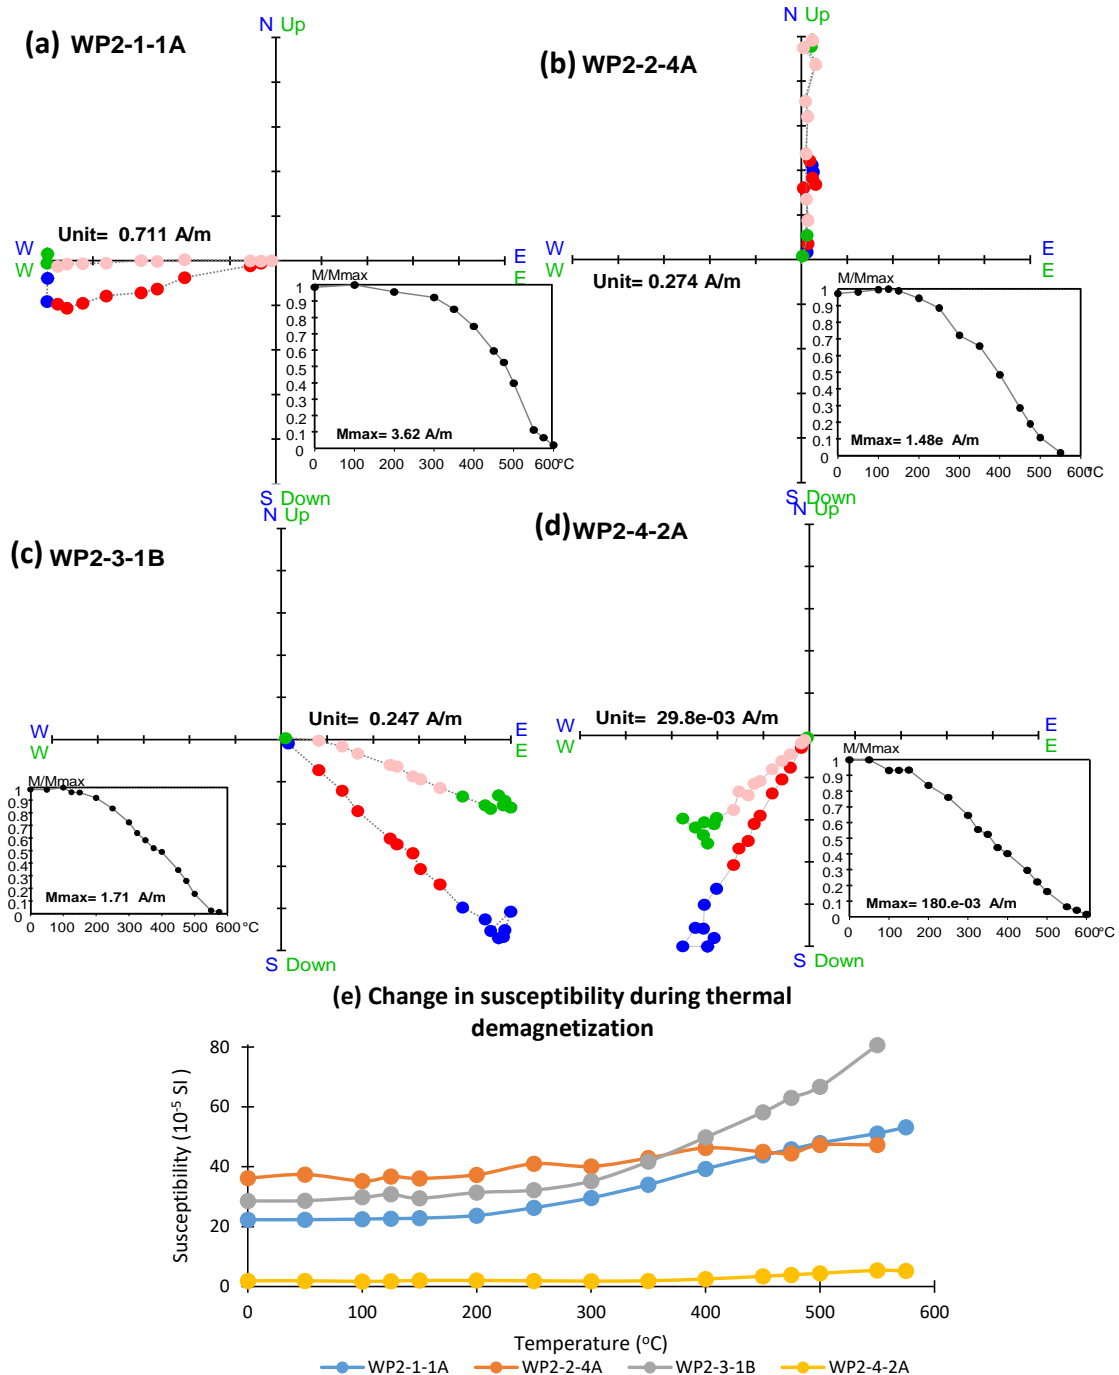 N Up
(a) WP2-1-1A
Unit= 0.711 A/m
W
W
E
E
M/Mmax
1
0.9
0.8
0.7
0.6
0.5
0.4
0.3
0.2
0.1
0
Mmax= 3.62 A/m
0 100 200 300 400 500 600 °C
S Down
N Up
(b) WP2-2-4A
W
W
E
E
Unit= 0.274 A/m
M/Mmax
1
0.9
0.8
0.7
0.6
0.5
0.4
0.3
0.2
0.1
0
Mmax= 1.48e A/m
0 100 200 300 400 500 600 °C
S Down
N Up
(c) WP2-3-1B
Unit= 0.247 A/m
W
W
E
E
M/Mmax
1
0.9
0.8
0.7
0.6
0.5
0.4
0.3
0.2
0.1
0
Mmax= 1.71 A/m
0 100 200 300 400 500 600 °C
S Down
N Up
(d) WP2-4-2A
Unit= 29.8e-03 A/m
W
W
E
E
M/Mmax
1
0.9
0.8
0.7
0.6
0.5
0.4
0.3
0.2
0.1
0
Mmax= 180.e-03 A/m
0 100 200 300 400 500 600 °C
S Down
(e) Change in susceptibility during thermal
demagnetization
Susceptibility (10⁻⁵ SI )
80
60
40
20
0
0 100 200 300 400 500 600
Temperature (°C)
WP2-1-1A WP2-2-4A WP2-3-1B WP2-4-2A